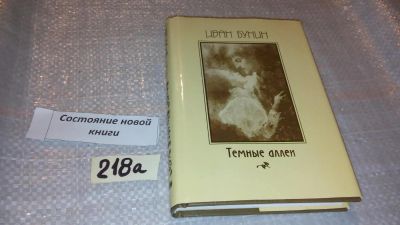 ИВАН БУНИН
Состояние новой
книги
218а
Темные аллеи